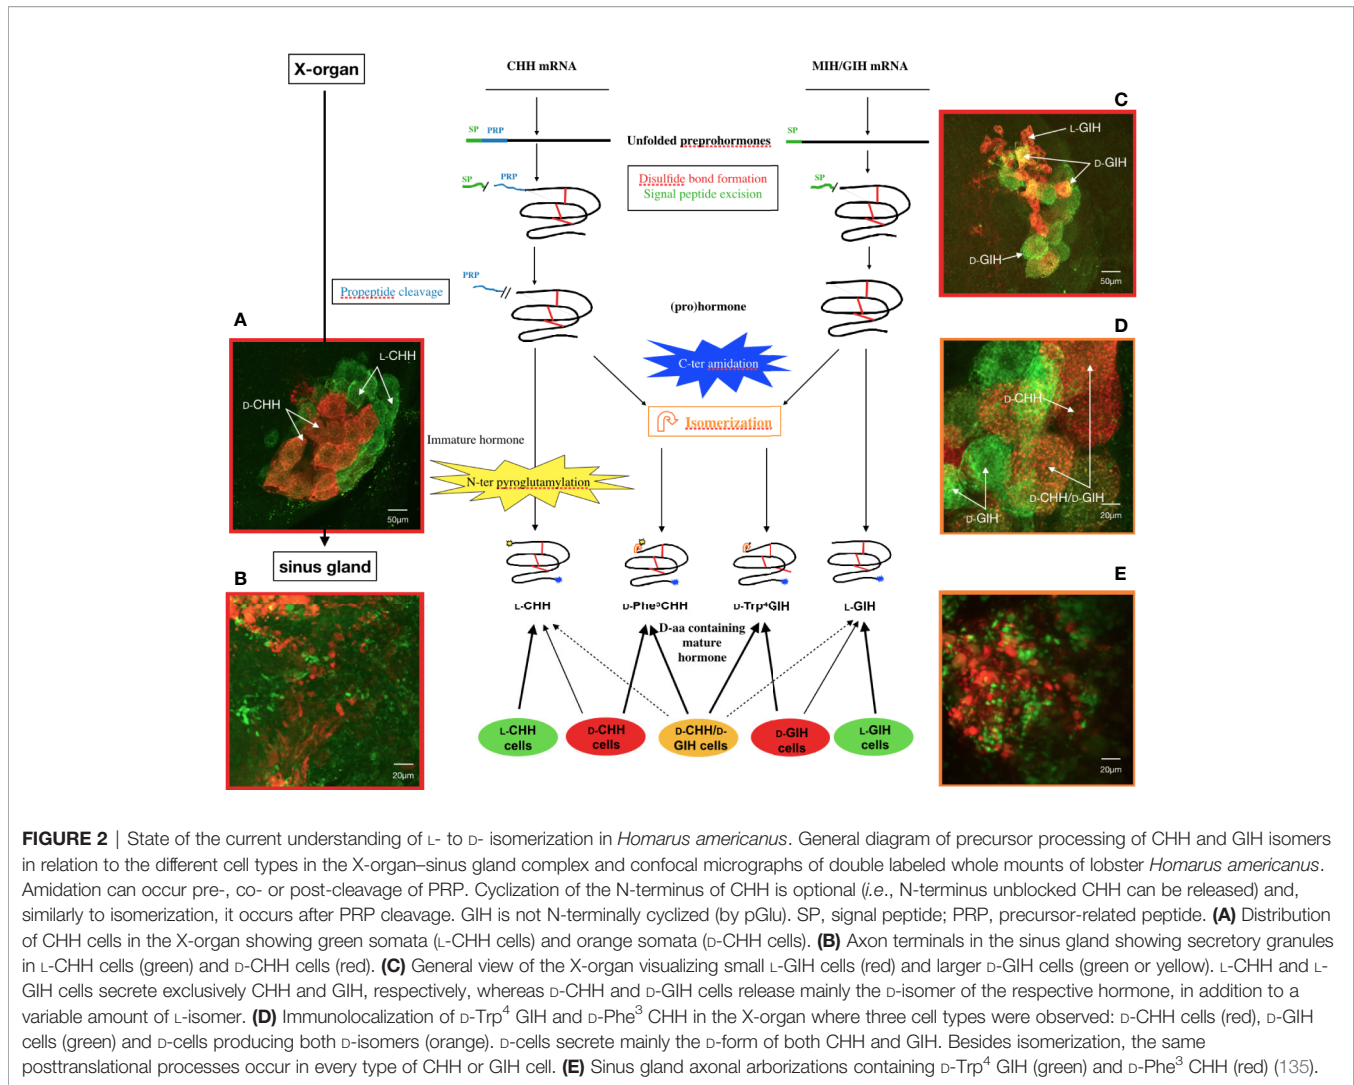 X-organ
CHH mRNA
MIH/GIH mRNA
C
SP
PRP
Unfolded preprohormones
SP
L-GIH
D-GIH
SP
PRP
Disulfide bond formation
Signal peptide excision
SP
D-GIH
50µm
PRP
Propeptide cleavage
(pro)hormone
A
D
L-CHH
D-CHH
C-ter amidation
D-CHH
Isomerization
Immature hormone
N-ter pyroglutamylation
D-CHH/D-GIH
D-GIH
50µm
20µm
sinus gland
B
E
L-CHH
D-Phe³CHH
D-Trp⁴GIH
L-GIH
D-aa containing
mature
hormone
L-CHH
cells
D-CHH
cells
D-CHH/D-
GIH cells
D-GIH
cells
L-GIH
cells
20µm
20µm
FIGURE 2 | State of the current understanding of L- to D- isomerization in Homarus americanus. General diagram of precursor processing of CHH and GIH isomers
in relation to the different cell types in the X-organ–sinus gland complex and confocal micrographs of double labeled whole mounts of lobster Homarus americanus.
Amidation can occur pre-, co- or post-cleavage of PRP. Cyclization of the N-terminus of CHH is optional (i.e., N-terminus unblocked CHH can be released) and,
similarly to isomerization, it occurs after PRP cleavage. GIH is not N-terminally cyclized (by pGlu). SP, signal peptide; PRP, precursor-related peptide. (A) Distribution
of CHH cells in the X-organ showing green somata (L-CHH cells) and orange somata (D-CHH cells). (B) Axon terminals in the sinus gland showing secretory granules
in L-CHH cells (green) and D-CHH cells (red). (C) General view of the X-organ visualizing small L-GIH cells (red) and larger D-GIH cells (green or yellow). L-CHH and L-
GIH cells secrete exclusively CHH and GIH, respectively, whereas D-CHH and D-GIH cells release mainly the D-isomer of the respective hormone, in addition to a
variable amount of L-isomer. (D) Immunolocalization of D-Trp⁴ GIH and D-Phe³ CHH in the X-organ where three cell types were observed: D-CHH cells (red), D-GIH
cells (green) and D-cells producing both D-isomers (orange). D-cells secrete mainly the D-form of both CHH and GIH. Besides isomerization, the same
posttranslational processes occur in every type of CHH or GIH cell. (E) Sinus gland axonal arborizations containing D-Trp⁴ GIH (green) and D-Phe³ CHH (red) (135).